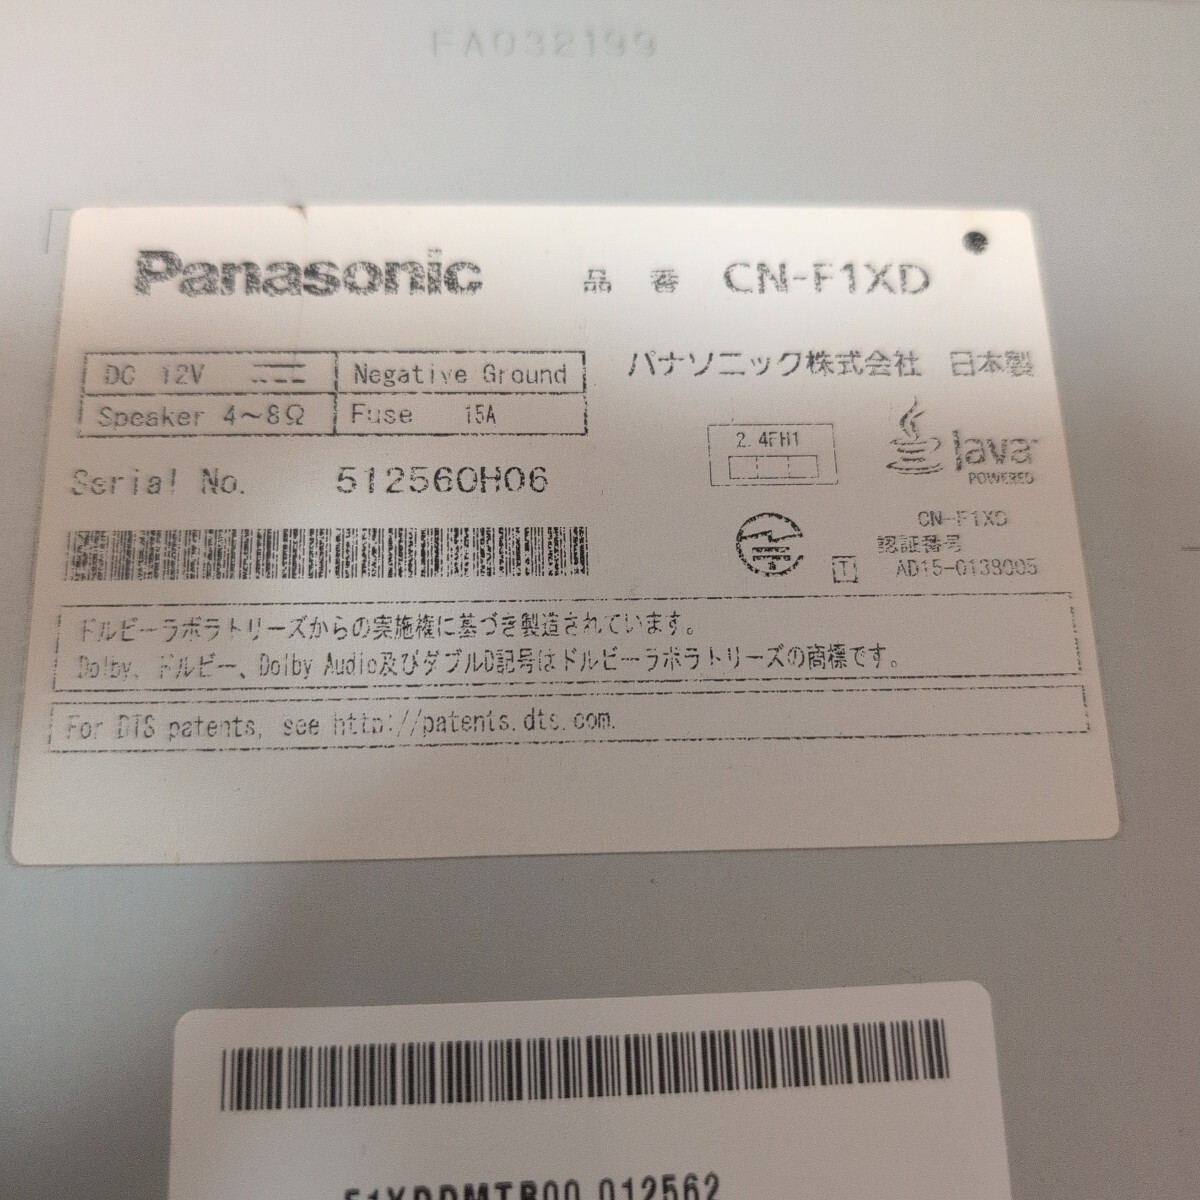 FA032199
Panasonic 品番 CN-F1XD
DC 12V Negative Ground
Speaker 4～8Ω Fuse 15A
パナソニック株式会社 日本製
2.4FH1
Java
POWERED
Serial No. 512560H06
CN-F1XD
認証番号
T AD15-0138005
ドルビーラボラトリーズからの実施権に基づき製造されています。
Dolby、ドルビー、Dolby Audio及びダブルD記号はドルビーラボラトリーズの商標です。
For DTS patents, see http://patents.dts.com.
F1XDDMTB00 012562